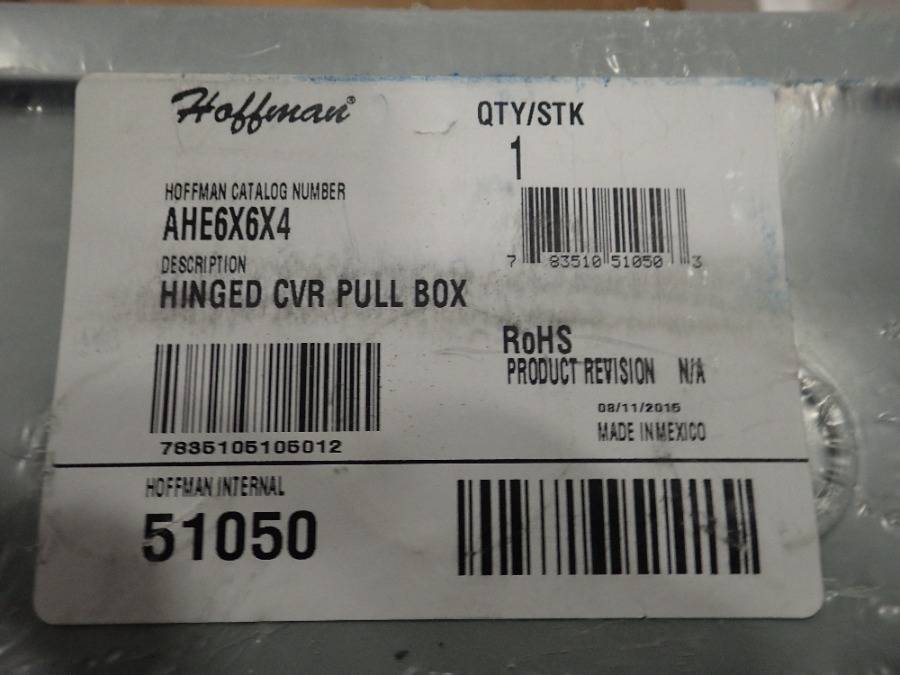 Hoffman®
QTY/STK
1
HOFFMAN CATALOG NUMBER
AHE6X6X4
DESCRIPTION
HINGED CVR PULL BOX
7 83510 51050 3
RoHS
PRODUCT REVISION N/A
08/11/2015
MADE IN MEXICO
7835105105012
HOFFMAN INTERNAL
51050